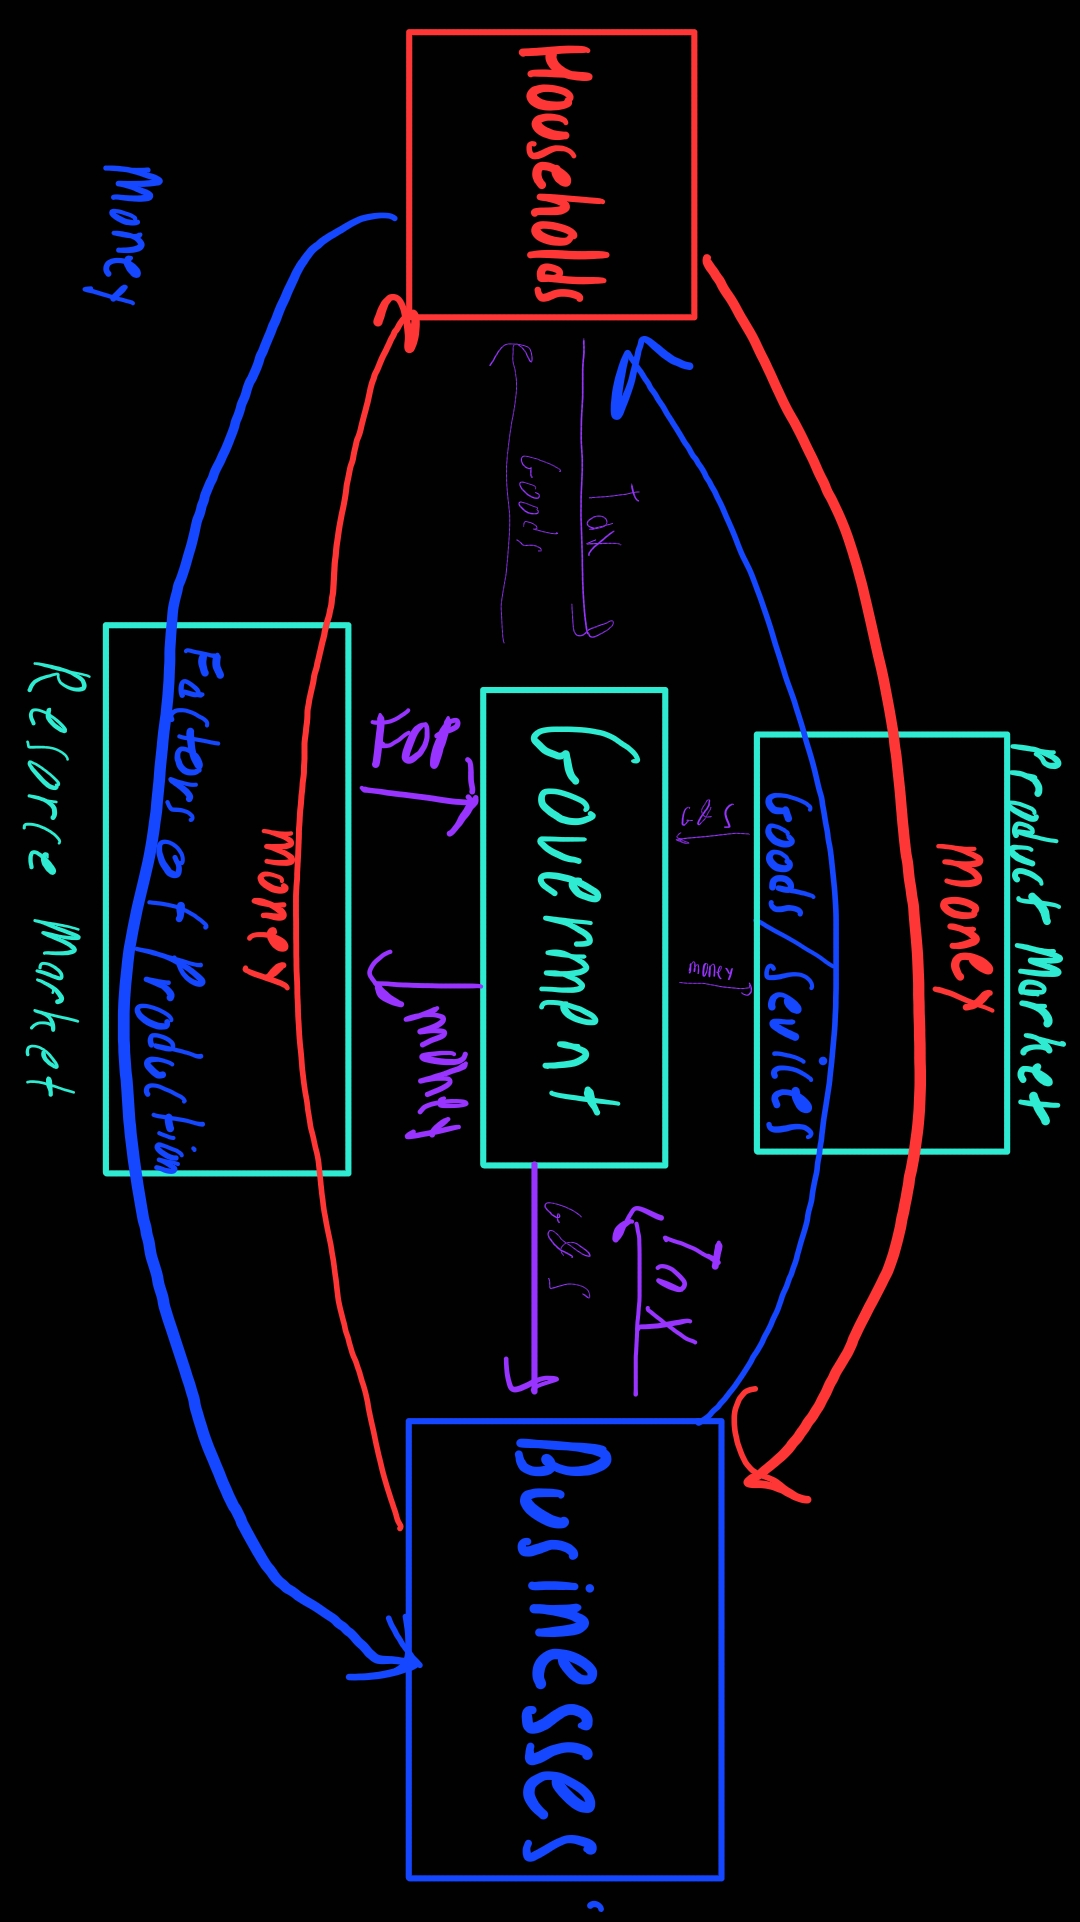 Product Market
money
Goods/Sevices
Tax
Goods
G&S
money
Tax
G&S
Households
Goverment
Businesses
FOP
money
money
Factors of Production
Money
Resorce Market